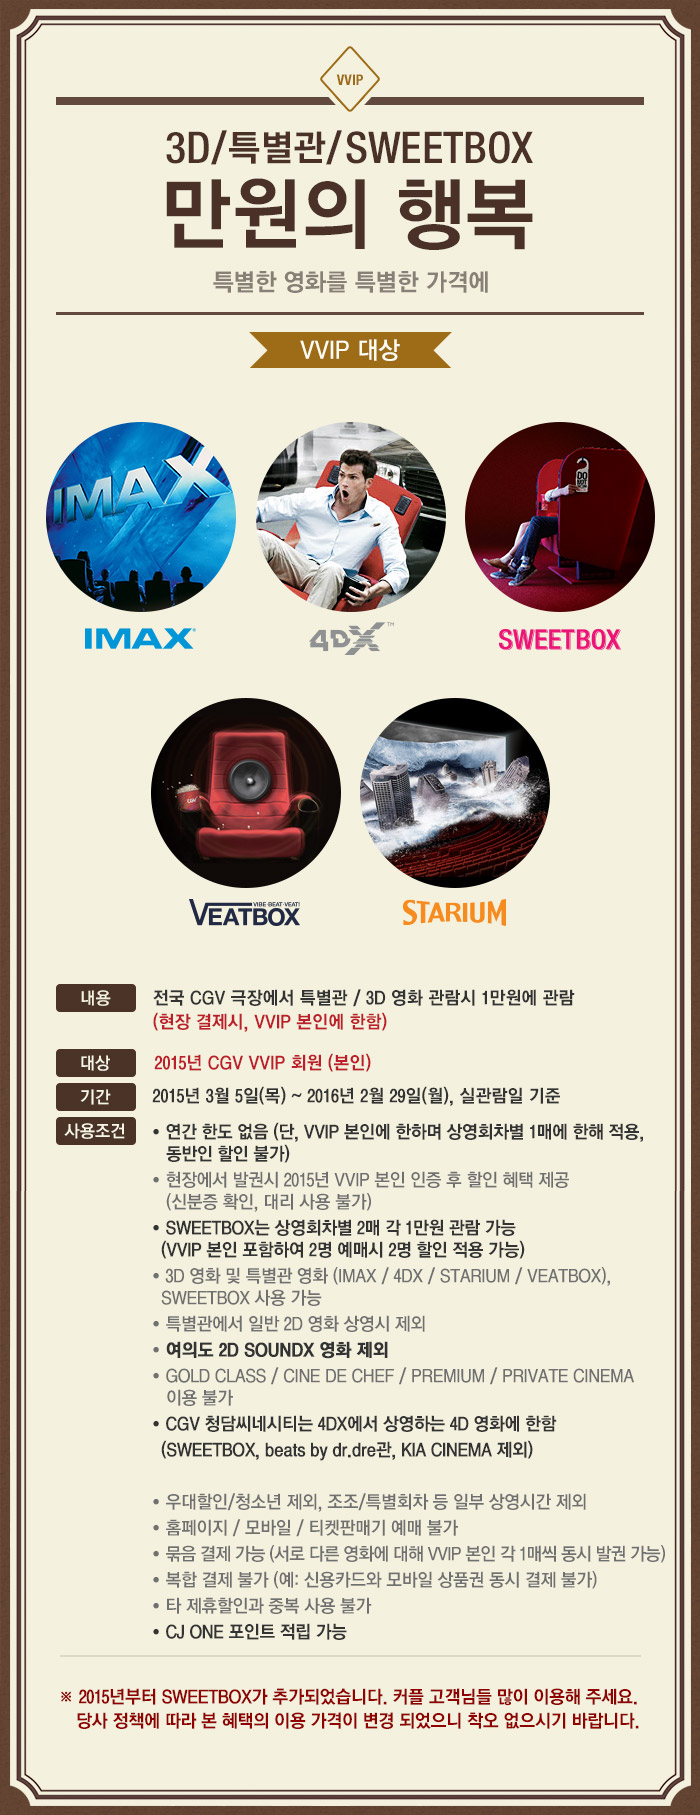 VVIP
3D/특별관/SWEETBOX
만원의 행복
특별한 영화를 특별한 가격에
VVIP 대상
IMAX
IMAX
4DX™
SWEETBOX
VIBE·BEAT·VEAT!
VEATBOX
STARIUM
내용
전국 CGV 극장에서 특별관 / 3D 영화 관람시 1만원에 관람
(현장 결제시, VVIP 본인에 한함)
대상
2015년 CGV VVIP 회원 (본인)
기간
2015년 3월 5일(목) ~ 2016년 2월 29일(월), 실관람일 기준
사용조건
• 연간 한도 없음 (단, VVIP 본인에 한하며 상영회차별 1매에 한해 적용,
동반인 할인 불가)
• 현장에서 발권시 2015년 VVIP 본인 인증 후 할인 혜택 제공
(신분증 확인, 대리 사용 불가)
• SWEETBOX는 상영회차별 2매 각 1만원 관람 가능
(VVIP 본인 포함하여 2명 예매시 2명 할인 적용 가능)
• 3D 영화 및 특별관 영화 (IMAX / 4DX / STARIUM / VEATBOX),
SWEETBOX 사용 가능
• 특별관에서 일반 2D 영화 상영시 제외
• 여의도 2D SOUNDX 영화 제외
• GOLD CLASS / CINE DE CHEF / PREMIUM / PRIVATE CINEMA
이용 불가
• CGV 청담씨네시티는 4DX에서 상영하는 4D 영화에 한함
(SWEETBOX, beats by dr.dre관, KIA CINEMA 제외)
• 우대할인/청소년 제외, 조조/특별회차 등 일부 상영시간 제외
• 홈페이지 / 모바일 / 티켓판매기 예매 불가
• 묶음 결제 가능 (서로 다른 영화에 대해 VVIP 본인 각 1매씩 동시 발권 가능)
• 복합 결제 불가 (예: 신용카드와 모바일 상품권 동시 결제 불가)
• 타 제휴할인과 중복 사용 불가
• CJ ONE 포인트 적립 가능
※ 2015년부터 SWEETBOX가 추가되었습니다. 커플 고객님들 많이 이용해 주세요.
당사 정책에 따라 본 혜택의 이용 가격이 변경 되었으니 착오 없으시기 바랍니다.